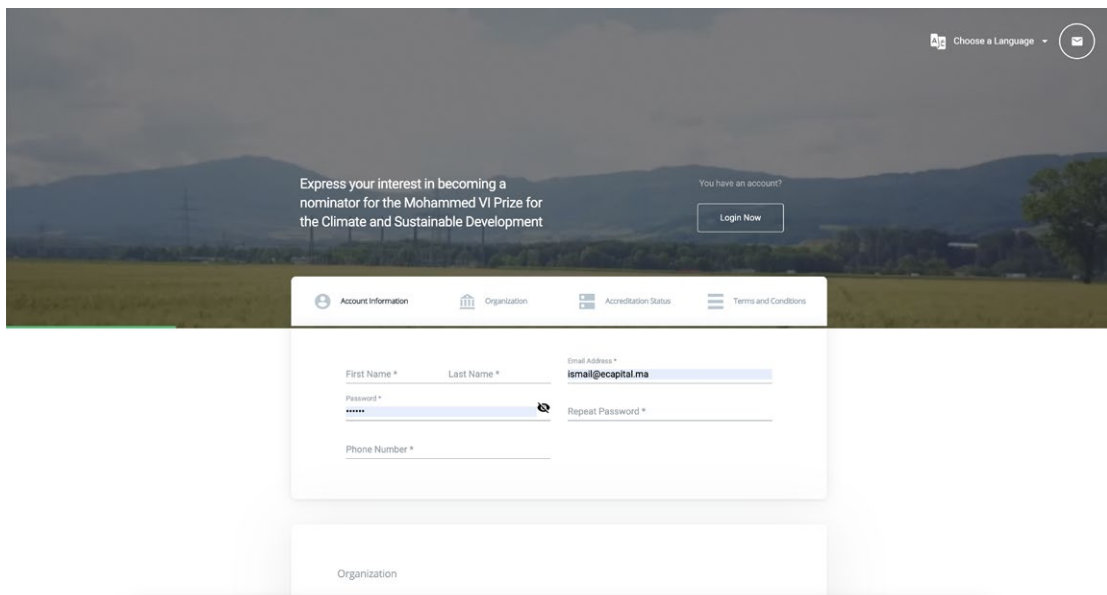 Choose a Language
Express your interest in becoming a
nominator for the Mohammed VI Prize for
the Climate and Sustainable Development
You have an account?
Login Now
Account Information
Organization
Accreditation Status
Terms and Conditions
First Name *
Last Name *
Email Address *
ismail@ecapital.ma
Password *
••••••
Repeat Password *
Phone Number *
Organization